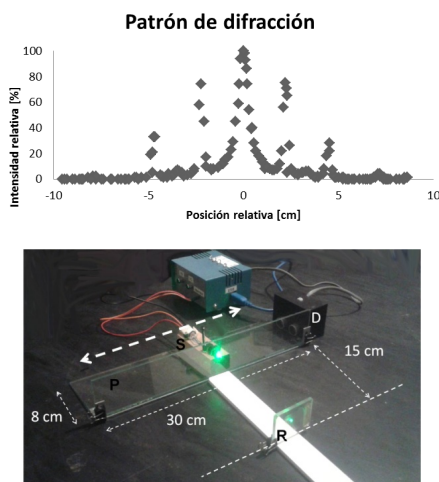 Patrón de difracción
Intensidad relativa [%]
100
80
60
40
20
0
-10
-5
0
5
10
Posición relativa [cm]
D
S
P
15 cm
8 cm
30 cm
R